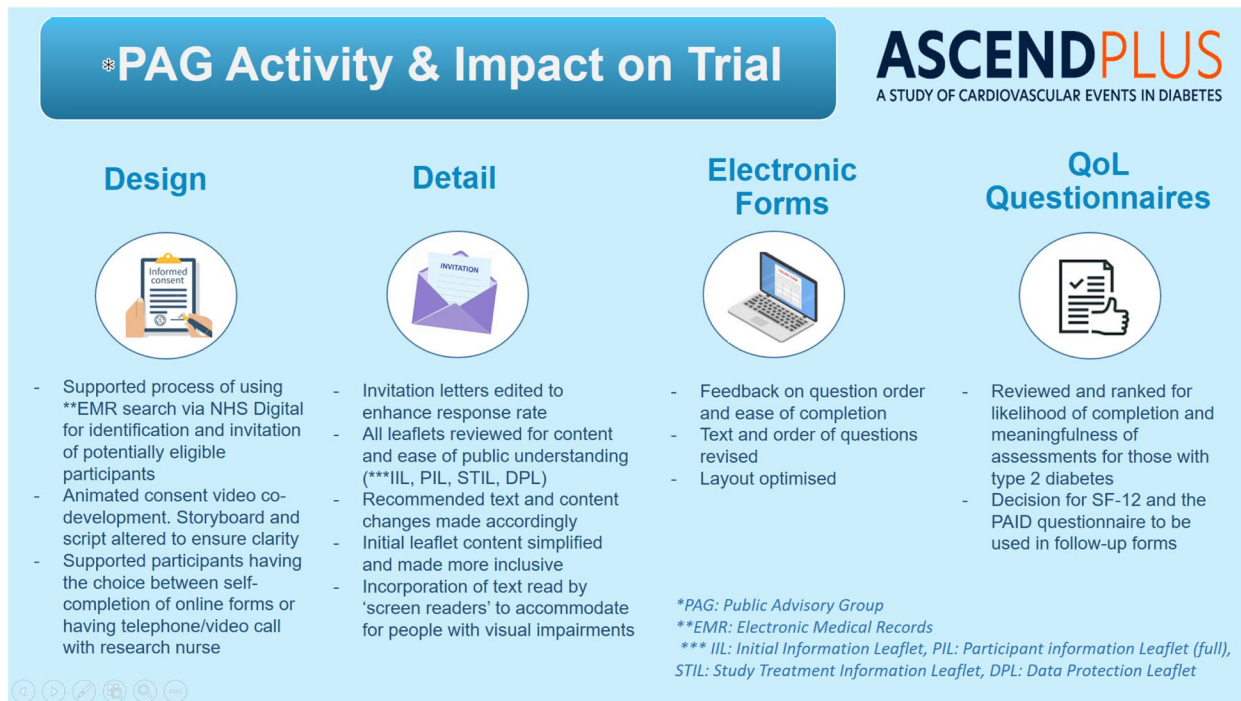 *PAG Activity & Impact on Trial
ASCENDPLUS
A STUDY OF CARDIOVASCULAR EVENTS IN DIABETES
Design
Informed
consent
- Supported process of using
**EMR search via NHS Digital
for identification and invitation
of potentially eligible
participants
- Animated consent video co-
development. Storyboard and
script altered to ensure clarity
- Supported participants having
the choice between self-
completion of online forms or
having telephone/video call
with research nurse
Detail
INVITATION
- Invitation letters edited to
enhance response rate
- All leaflets reviewed for content
and ease of public understanding
(***IIL, PIL, STIL, DPL)
- Recommended text and content
changes made accordingly
- Initial leaflet content simplified
and made more inclusive
- Incorporation of text read by
‘screen readers’ to accommodate
for people with visual impairments
Electronic
Forms
- Feedback on question order
and ease of completion
- Text and order of questions
revised
- Layout optimised
QoL
Questionnaires
- Reviewed and ranked for
likelihood of completion and
meaningfulness of
assessments for those with
type 2 diabetes
- Decision for SF-12 and the
PAID questionnaire to be
used in follow-up forms
*PAG: Public Advisory Group
**EMR: Electronic Medical Records
*** IIL: Initial Information Leaflet, PIL: Participant information Leaflet (full),
STIL: Study Treatment Information Leaflet, DPL: Data Protection Leaflet